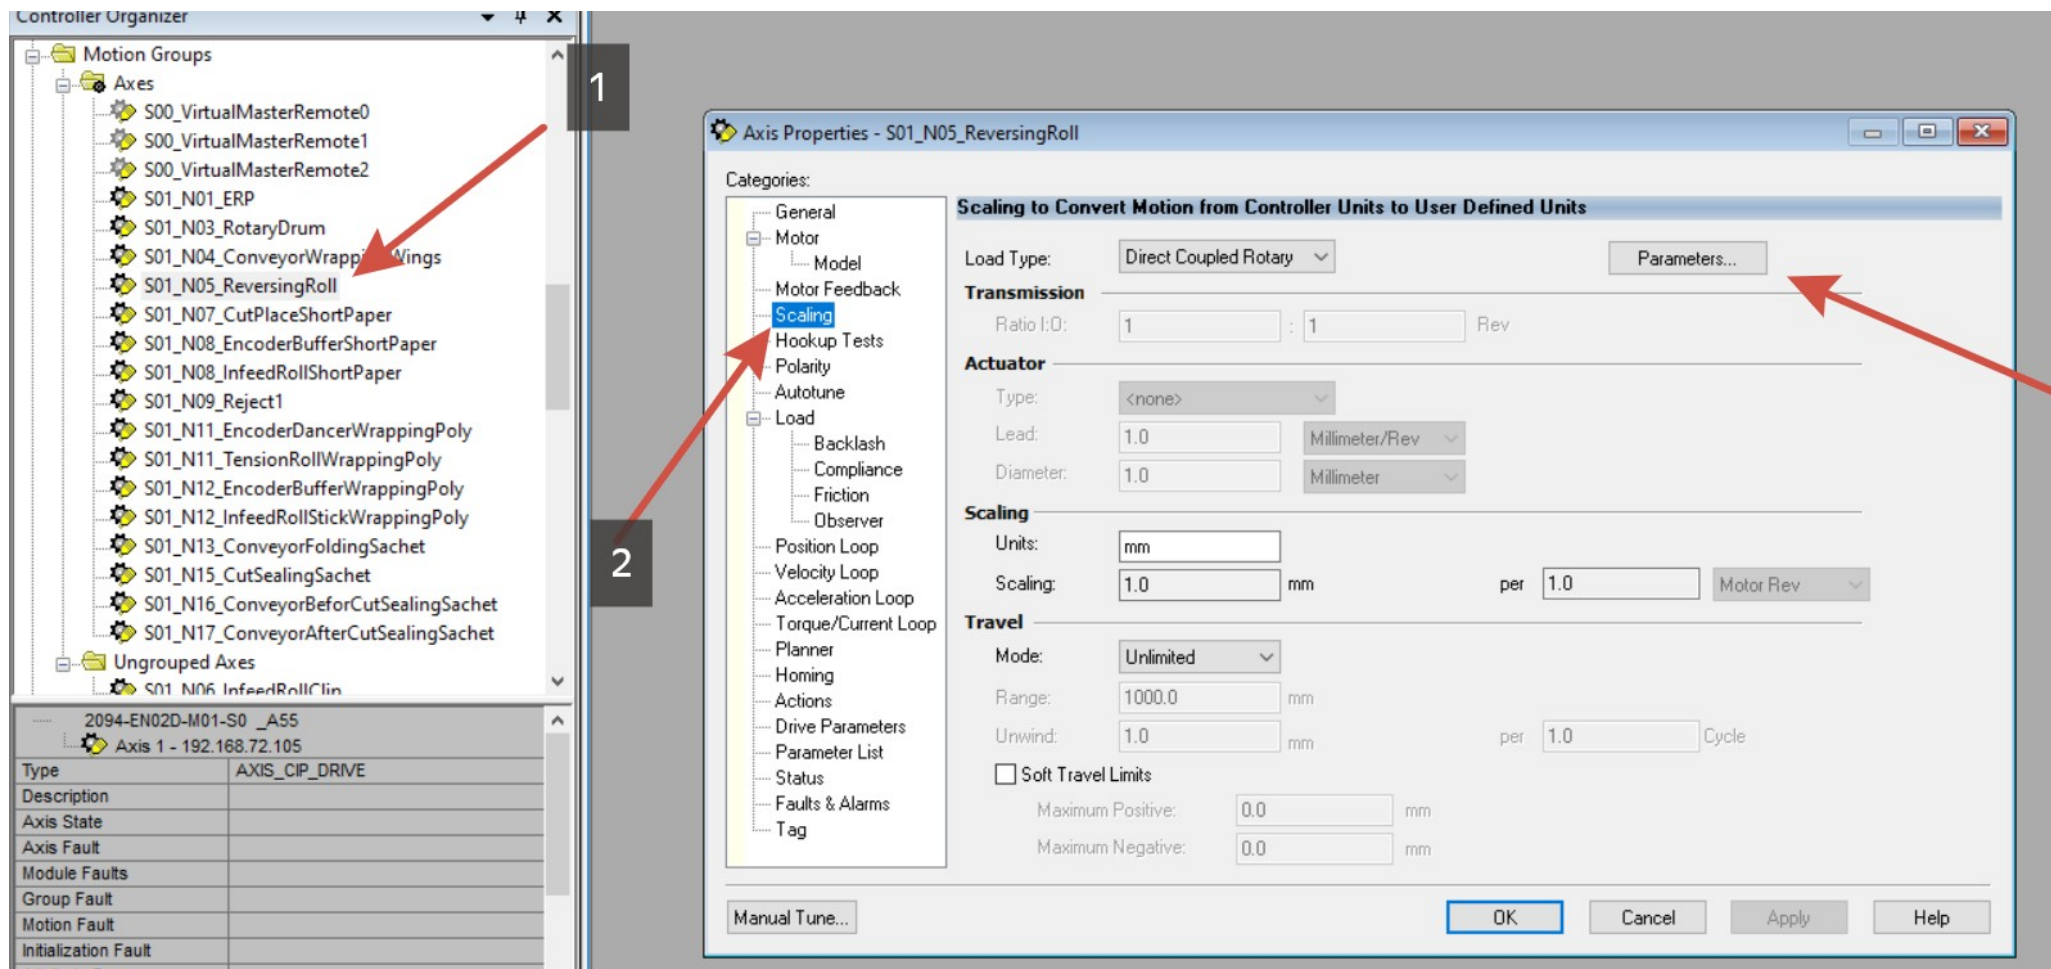 Controller Organizer
Motion Groups
Axes
S00_VirtualMasterRemote0
S00_VirtualMasterRemote1
S00_VirtualMasterRemote2
S01_N01_ERP
S01_N03_RotaryDrum
S01_N04_ConveyorWrappingWings
S01_N05_ReversingRoll
S01_N07_CutPlaceShortPaper
S01_N08_EncoderBufferShortPaper
S01_N08_InfeedRollShortPaper
S01_N09_Reject1
S01_N11_EncoderDancerWrappingPoly
S01_N11_TensionRollWrappingPoly
S01_N12_EncoderBufferWrappingPoly
S01_N12_InfeedRollStickWrappingPoly
S01_N13_ConveyorFoldingSachet
S01_N15_CutSealingSachet
S01_N16_ConveyorBeforCutSealingSachet
S01_N17_ConveyorAfterCutSealingSachet
Ungrouped Axes
S01_N06_InfeedRollClip
2094-EN02D-M01-S0 _A55
Axis 1 - 192.168.72.105
Type AXIS_CIP_DRIVE
Description
Axis State
Axis Fault
Module Faults
Group Fault
Motion Fault
Initialization Fault
1
2
Axis Properties - S01_N05_ReversingRoll
Categories:
General
Motor
Model
Motor Feedback
Scaling
Hookup Tests
Polarity
Autotune
Load
Backlash
Compliance
Friction
Observer
Position Loop
Velocity Loop
Acceleration Loop
Torque/Current Loop
Planner
Homing
Actions
Drive Parameters
Parameter List
Status
Faults & Alarms
Tag
Scaling to Convert Motion from Controller Units to User Defined Units
Load Type: Direct Coupled Rotary Parameters...
Transmission
Ratio I:O: 1 : 1 Rev
Actuator
Type: <none>
Lead: 1.0 Millimeter/Rev
Diameter: 1.0 Millimeter
Scaling
Units: mm
Scaling: 1.0 mm per 1.0 Motor Rev
Travel
Mode: Unlimited
Range: 1000.0 mm
Unwind: 1.0 mm per 1.0 Cycle
Soft Travel Limits
Maximum Positive: 0.0 mm
Maximum Negative: 0.0 mm
Manual Tune... OK Cancel Apply Help